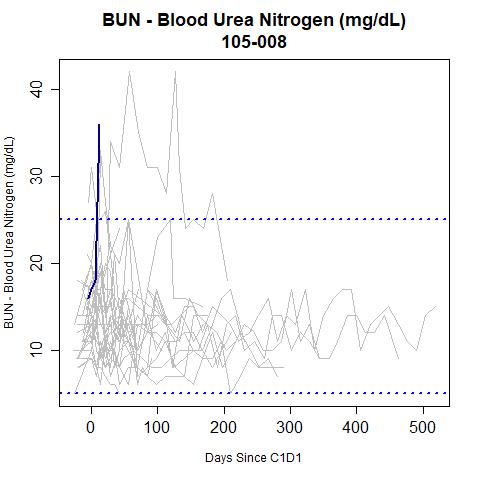 BUN - Blood Urea Nitrogen (mg/dL)
105-008
BUN - Blood Urea Nitrogen (mg/dL)
40
30
20
10
0 100 200 300 400 500
Days Since C1D1